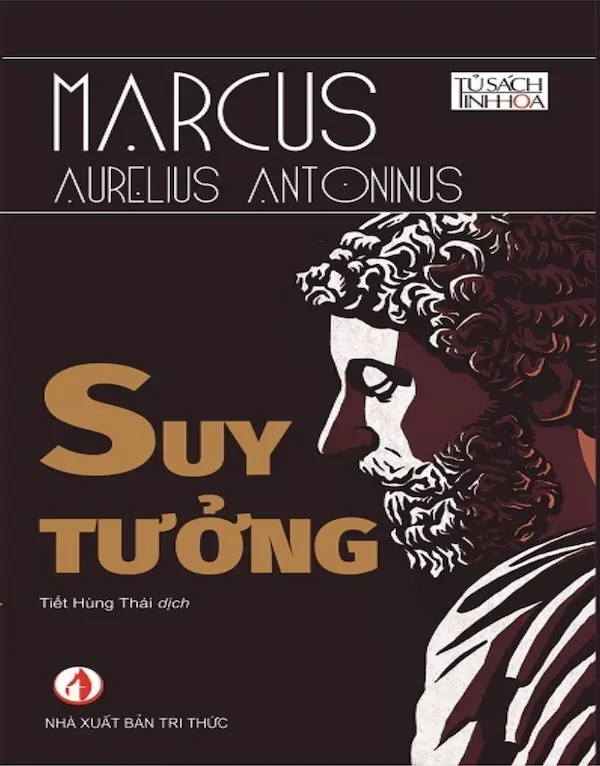 MARCUS
AURELIUS ANTONINUS
TỦ SÁCH
TINH HOA
SUY
TƯỞNG
Tiết Hùng Thái dịch
NHÀ XUẤT BẢN TRI THỨC